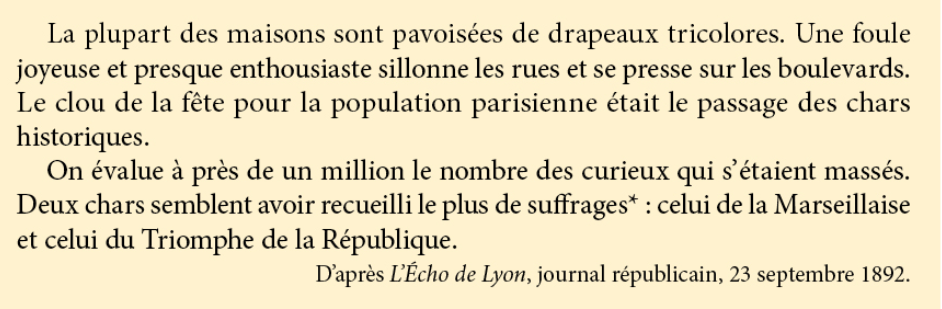 La plupart des maisons sont pavoisées de drapeaux tricolores. Une foule
joyeuse et presque enthousiaste sillonne les rues et se presse sur les boulevards.
Le clou de la fête pour la population parisienne était le passage des chars
historiques.
On évalue à près de un million le nombre des curieux qui s’étaient massés.
Deux chars semblent avoir recueilli le plus de suffrages* : celui de la Marseillaise
et celui du Triomphe de la République.
D’après L’Écho de Lyon, journal républicain, 23 septembre 1892.